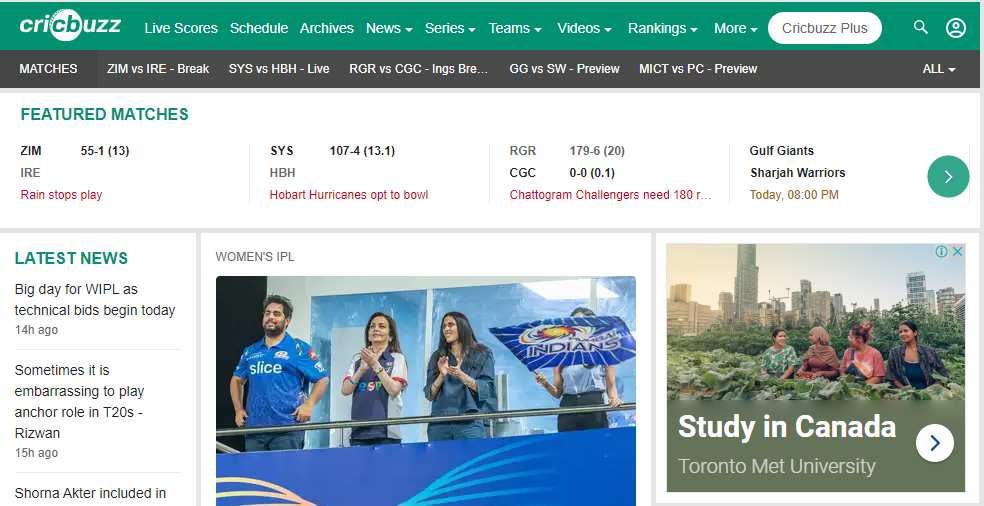 cricbuzz
Live Scores Schedule Archives News Series Teams Videos Rankings More Cricbuzz Plus
MATCHES ZIM vs IRE - Break SYS vs HBH - Live RGR vs CGC - Ings Bre... GG vs SW - Preview MICT vs PC - Preview ALL
FEATURED MATCHES
ZIM 55-1 (13)
IRE
Rain stops play
SYS 107-4 (13.1)
HBH
Hobart Hurricanes opt to bowl
RGR 179-6 (20)
CGC 0-0 (0.1)
Chattogram Challengers need 180 r...
Gulf Giants
Sharjah Warriors
Today, 08:00 PM
LATEST NEWS
Big day for WIPL as
technical bids begin today
14h ago
Sometimes it is
embarrassing to play
anchor role in T20s -
Rizwan
15h ago
Shorna Akter included in
WOMEN'S IPL
slice
MUMBAI
INDIANS
Study in Canada
Toronto Met University